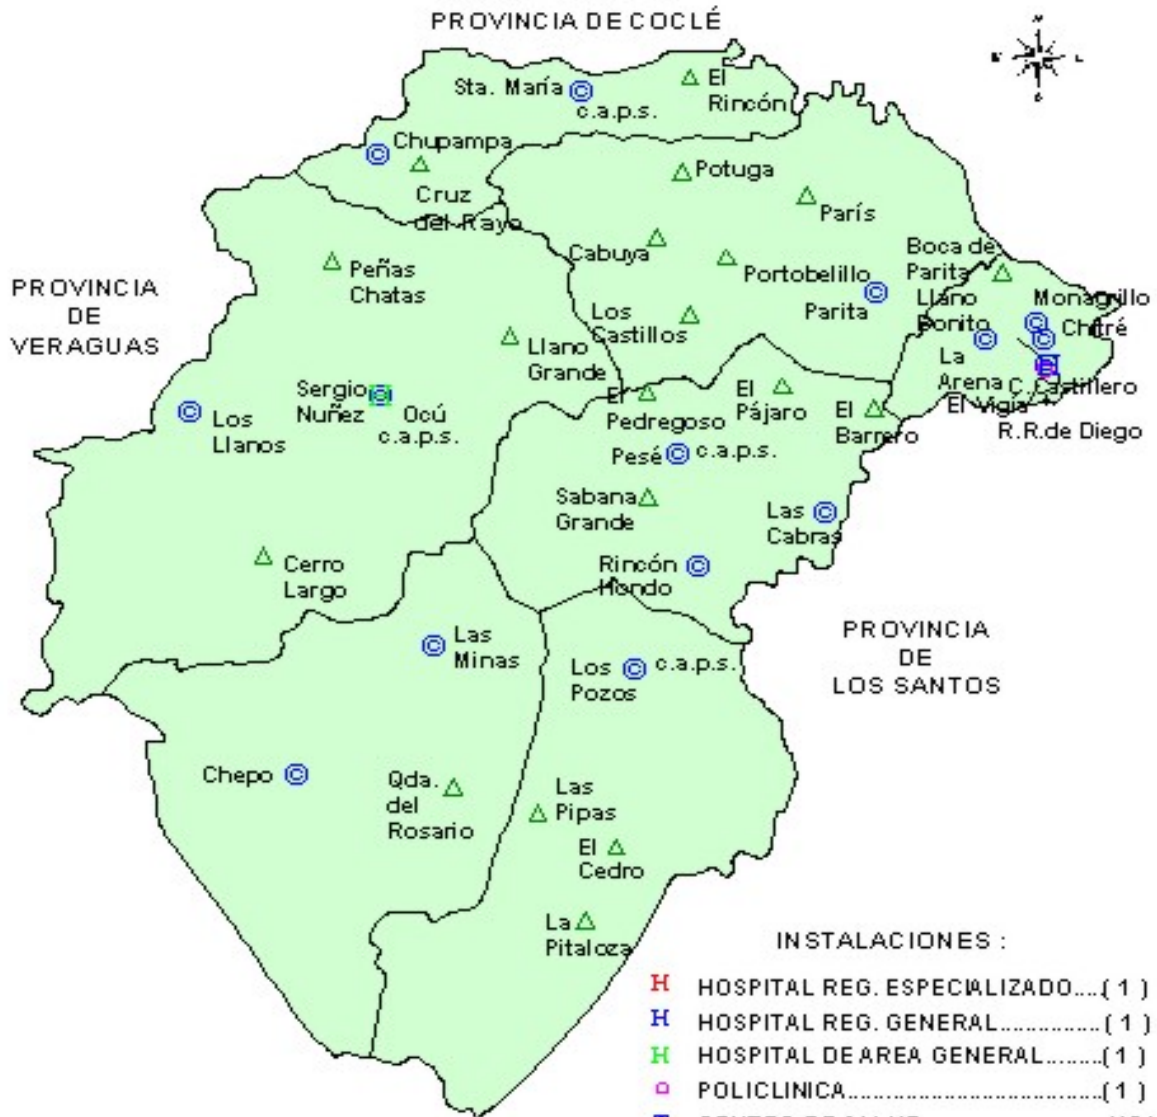 PROVINCIA DE COCLÉ
Sta. María
c.a.p.s.
El
Rincón
Chupampa
Cruz
del Rayo
Potuga
París
Cabuya
Portobelillo
Parita
Los
Castillos
Boca de
Parita
Llano
Bonito
Monagrillo
Chitré
La
Arena
C. Castillero
El Vigía
R.R.de Diego
PROVINCIA
DE
VERAGUAS
Peñas
Chatas
Llano
Grande
Sergio
Nuñez
Ocú
c.a.p.s.
Los
Llanos
Cerro
Largo
El
Pedregoso
El
Pájaro
El
Barrero
Pesé
c.a.p.s.
Sabana
Grande
Las
Cabras
Rincón
Hondo
PROVINCIA
DE
LOS SANTOS
Las
Minas
Los
Pozos
c.a.p.s.
Chepo
Qda.
del
Rosario
Las
Pipas
El
Cedro
La
Pitaloza
INSTALACIONES :
H HOSPITAL REG. ESPECIALIZADO....( 1 )
H HOSPITAL REG. GENERAL...............( 1 )
H HOSPITAL DE AREA GENERAL.........( 1 )
POLICLINICA......................................( 1 )